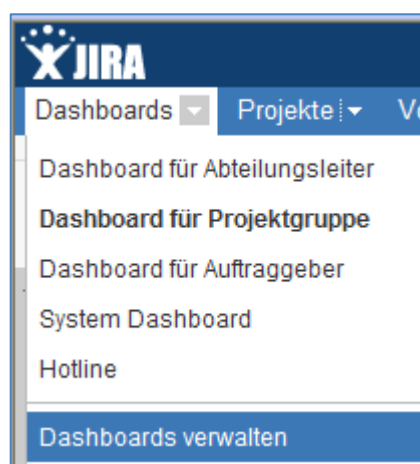 JIRA
Dashboards Projekte
Dashboard für Abteilungsleiter
Dashboard für Projektgruppe
Dashboard für Auftraggeber
System Dashboard
Hotline
Dashboards verwalten